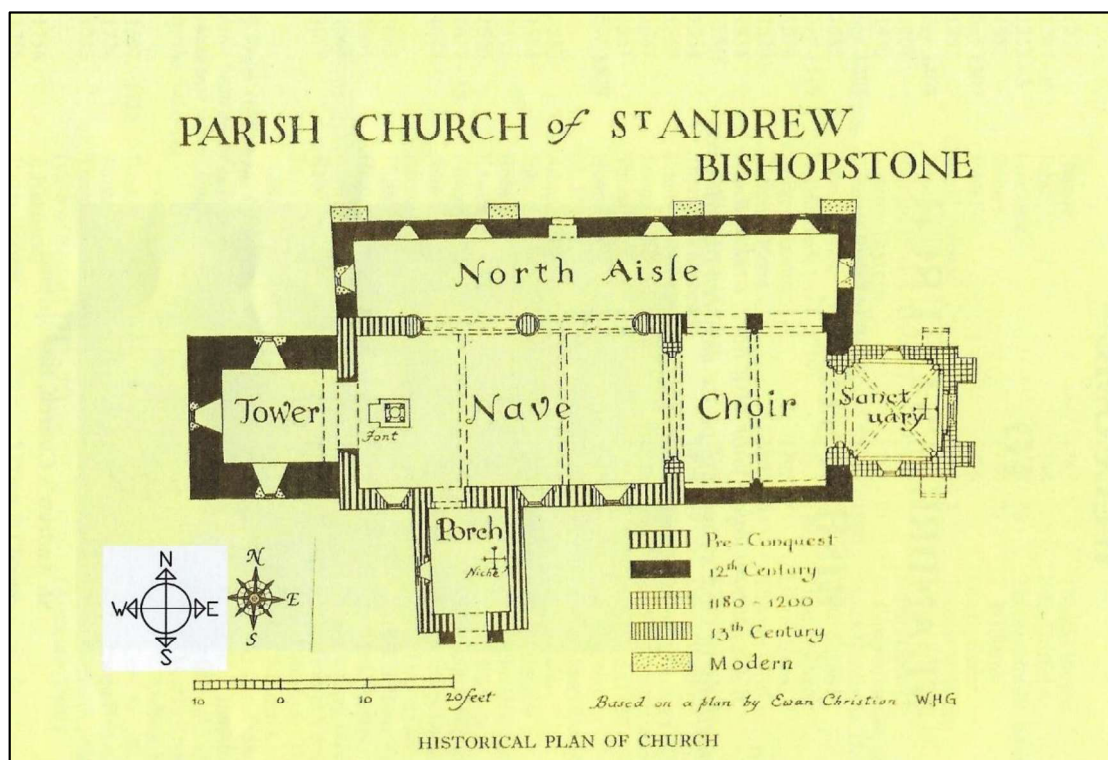 PARISH CHURCH of ST ANDREW
BISHOPSTONE
North Aisle
Tower
Font
Nave
Choir
Sanct
uary
Porch
Niche
Pre-Conquest
12th Century
1180-1200
13th Century
Modern
N
W E
S
N
E
S
10 0 10 20 feet
Based on a plan by Ewan Christian W.H.G
HISTORICAL PLAN OF CHURCH